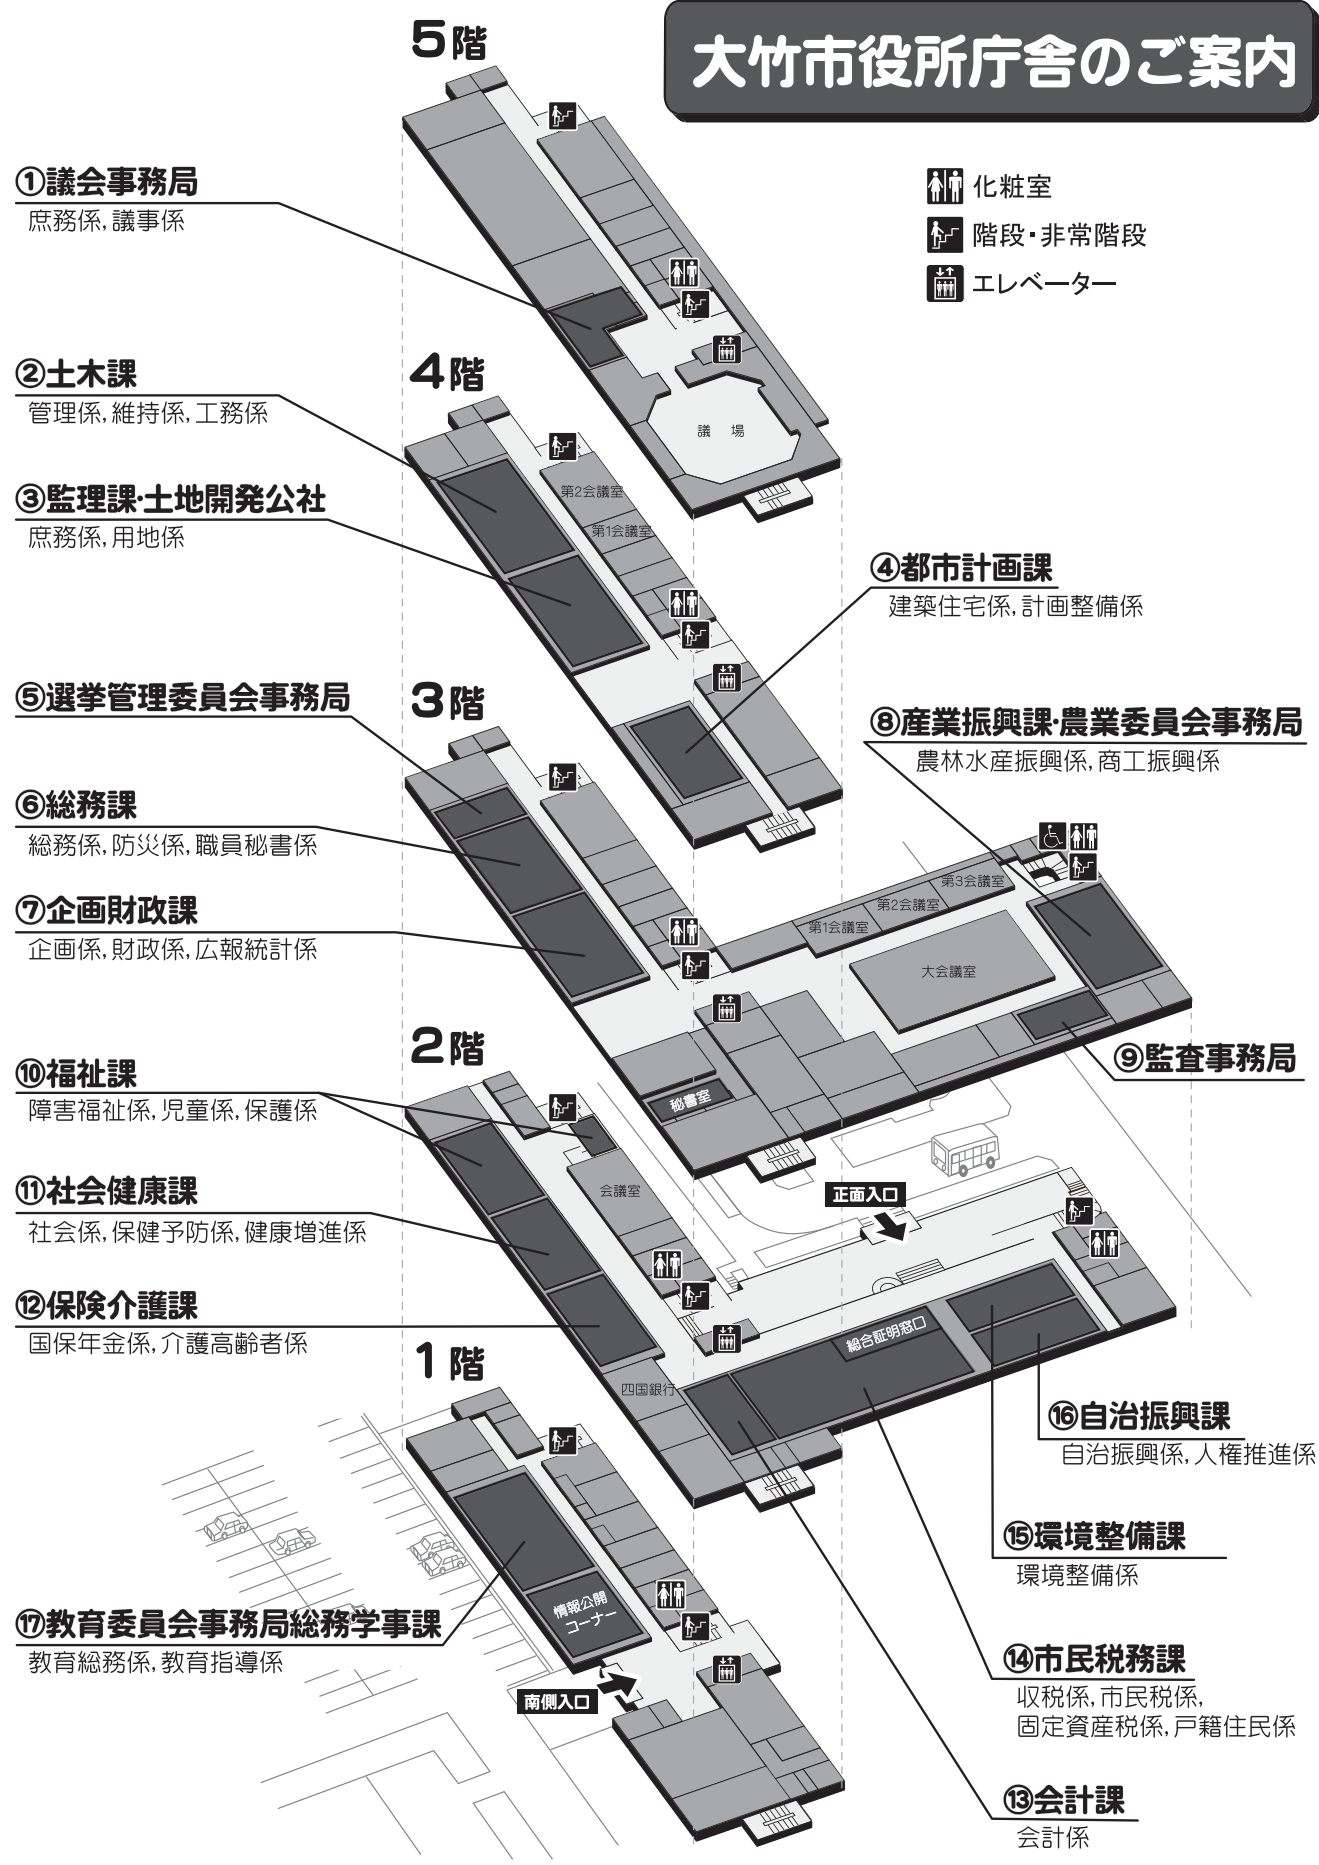 大竹市役所庁舎のご案内
化粧室
階段・非常階段
エレベーター
5階
①議会事務局
庶務係,議事係
議　場
4階
②土木課
管理係,維持係,工務係
③監理課・土地開発公社
庶務係,用地係
第2会議室
第1会議室
④都市計画課
建築住宅係,計画整備係
3階
⑤選挙管理委員会事務局
⑥総務課
総務係,防災係,職員秘書係
⑦企画財政課
企画係,財政係,広報統計係
⑧産業振興課・農業委員会事務局
農林水産振興係,商工振興係
第3会議室
第2会議室
第1会議室
大会議室
⑨監査事務局
秘書室
2階
⑩福祉課
障害福祉係,児童係,保護係
⑪社会健康課
社会係,保健予防係,健康増進係
⑫保険介護課
国保年金係,介護高齢者係
会議室
正面入口
総合証明窓口
四国銀行
⑯自治振興課
自治振興係,人権推進係
⑮環境整備課
環境整備係
⑭市民税務課
収税係,市民税係,
固定資産税係,戸籍住民係
⑬会計課
会計係
1階
⑰教育委員会事務局総務学事課
教育総務係,教育指導係
情報公開
コーナー
南側入口